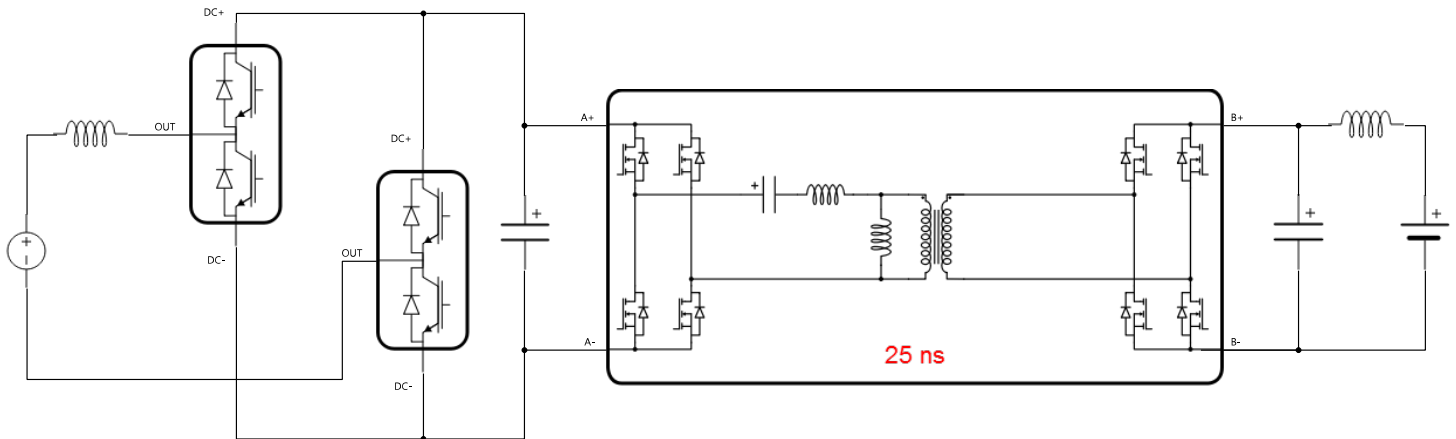 DC+
OUT
DC-
DC+
OUT
DC-
A+
A-
25 ns
B+
B-